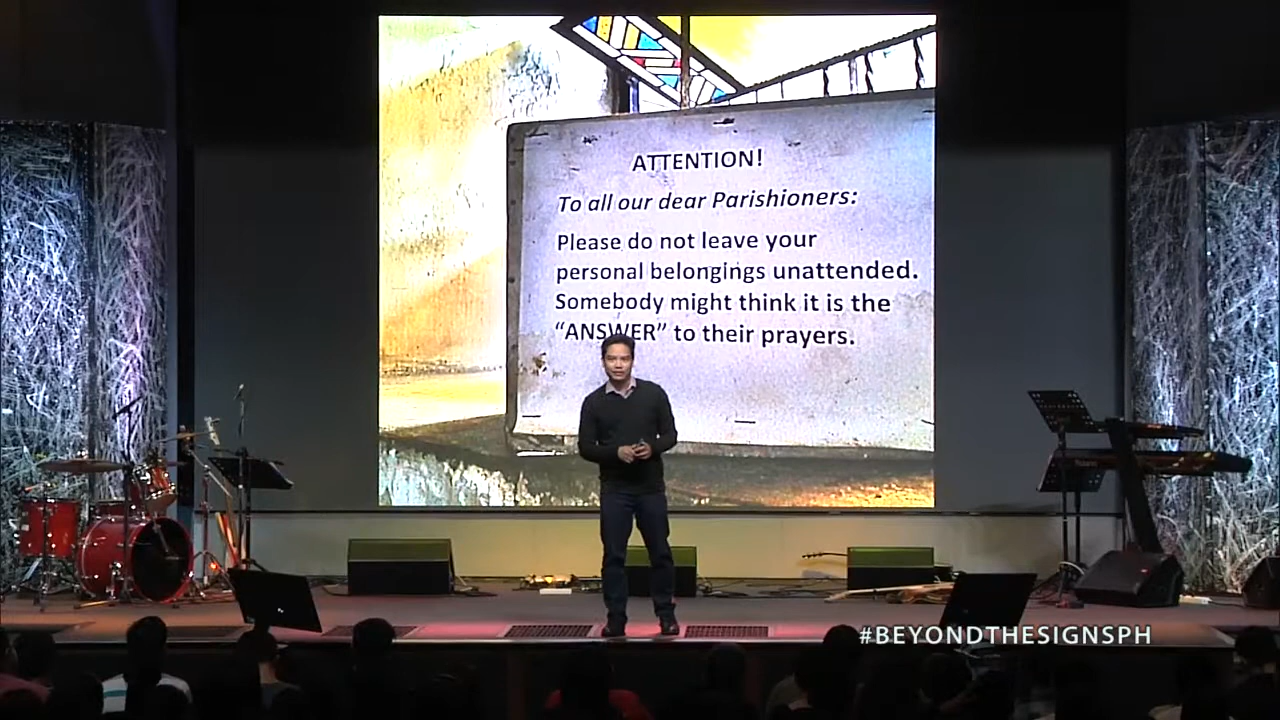 ATTENTION!
To all our dear Parishioners:
Please do not leave your
personal belongings unattended.
Somebody might think it is the
“ANSWER” to their prayers.
#BEYONDTHESIGNSPH